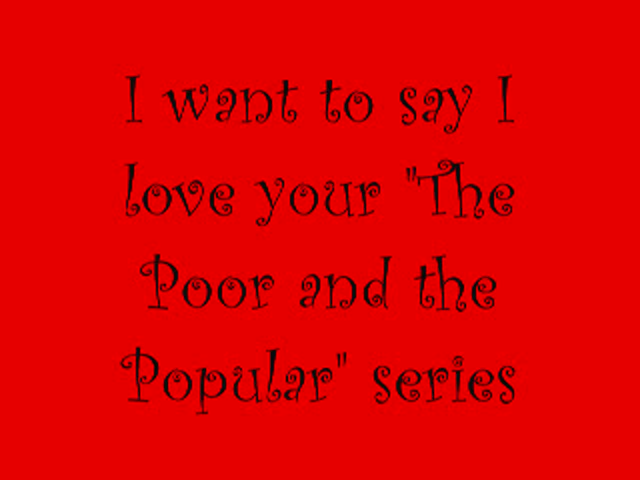 I want to say I
love your "The
Poor and the
Popular" series